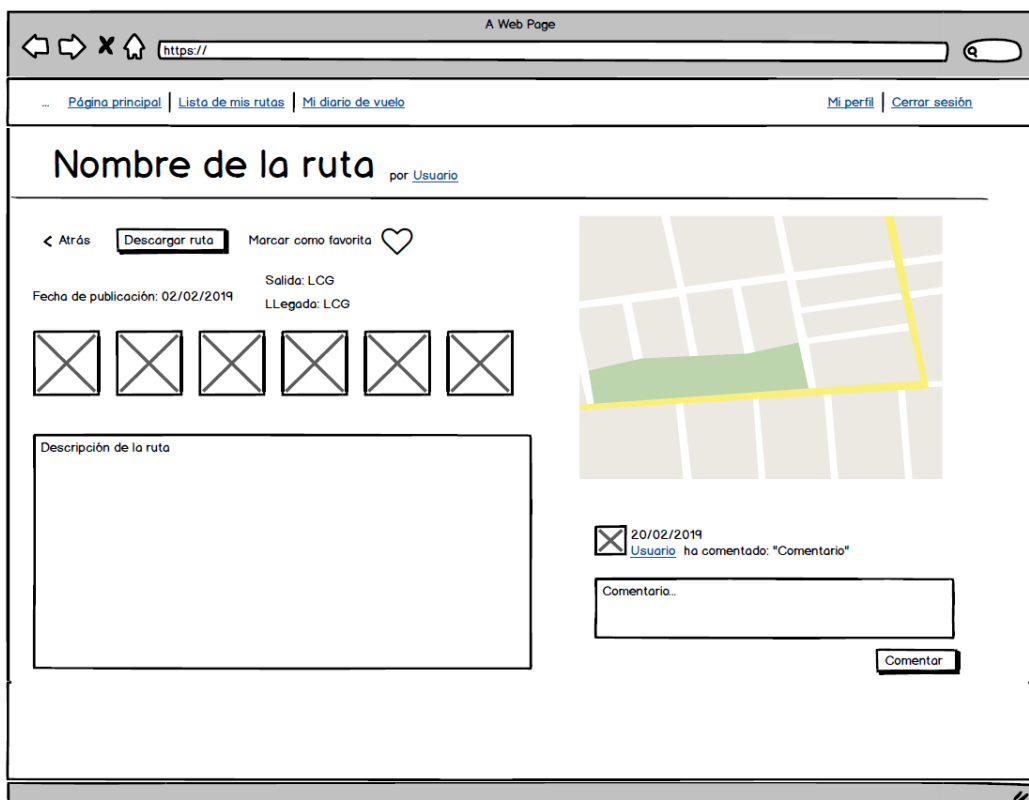 A Web Page
https://
... Página principal Lista de mis rutas Mi diario de vuelo Mi perfil Cerrar sesión
Nombre de la ruta por Usuario
Atrás Descargar ruta Marcar como favorita
Fecha de publicación: 02/02/2019
Salida: LCG
LLegada: LCG
Descripción de la ruta
20/02/2019
Usuario ha comentado: "Comentario"
Comentario...
Comentar